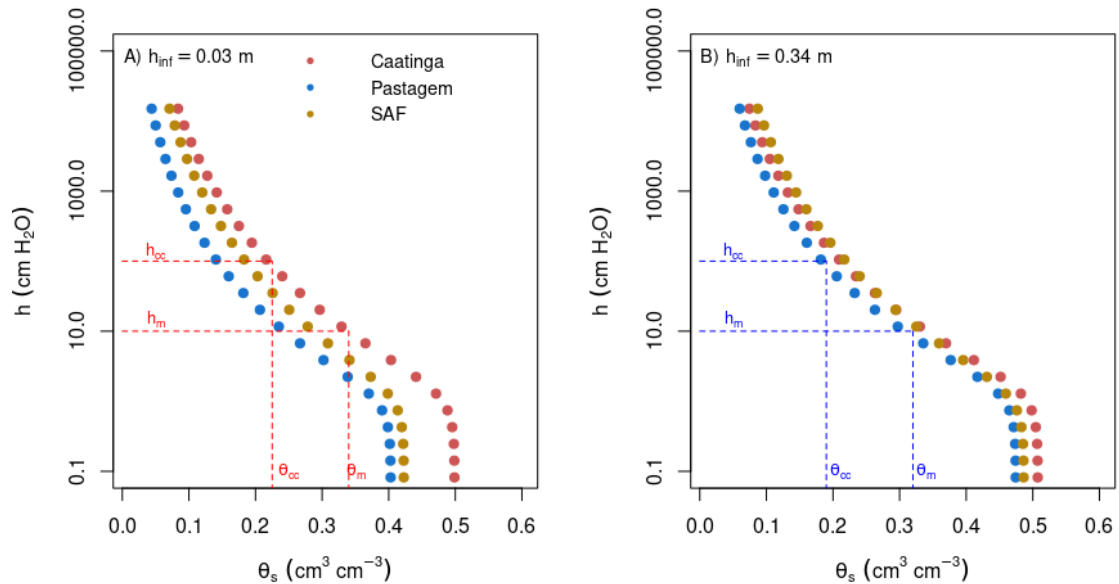 A) h_inf = 0.03 m
Caatinga
Pastagem
SAF
h (cm H₂O)
100000.0
1000.0
10.0
0.1
h_cc
h_m
θ_cc
θ_m
0.0 0.1 0.2 0.3 0.4 0.5 0.6
θ_s (cm³ cm⁻³)
B) h_inf = 0.34 m
h (cm H₂O)
100000.0
1000.0
10.0
0.1
h_cc
h_m
θ_cc
θ_m
0.0 0.1 0.2 0.3 0.4 0.5 0.6
θ_s (cm³ cm⁻³)